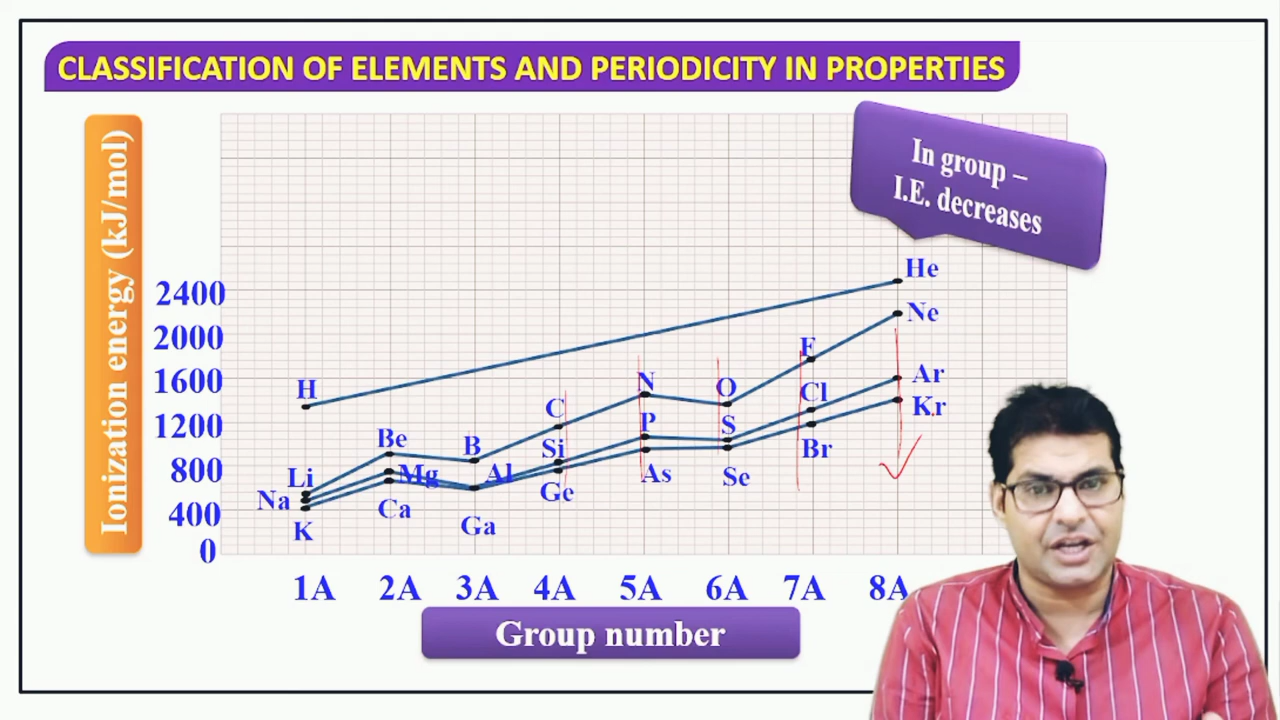 CLASSIFICATION OF ELEMENTS AND PERIODICITY IN PROPERTIES
Ionization energy (kJ/mol)
In group –
I.E. decreases
2400
2000
1600
1200
800
400
0
H
He
Li
Be
B
C
N
O
F
Ne
Na
Mg
Al
Si
P
S
Cl
Ar
K
Ca
Ga
Ge
As
Se
Br
Kr
1A 2A 3A 4A 5A 6A 7A 8A
Group number